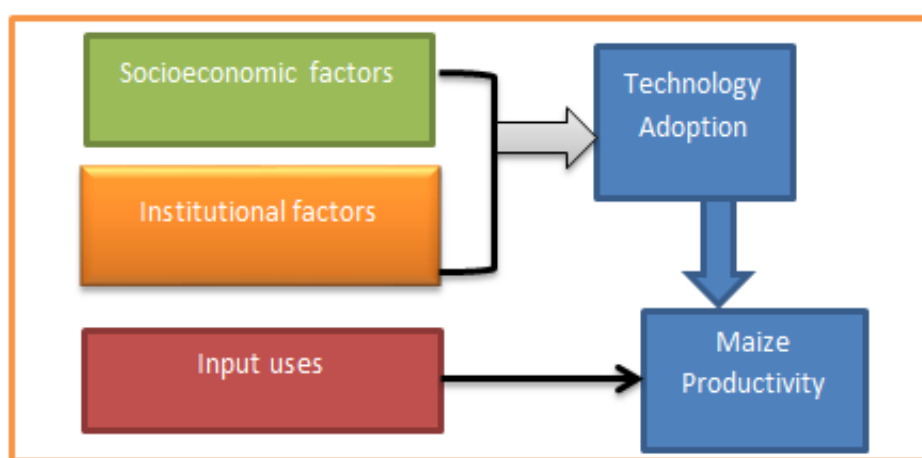 Socioeconomic factors
Technology
Adoption
Institutional factors
Input uses
Maize
Productivity